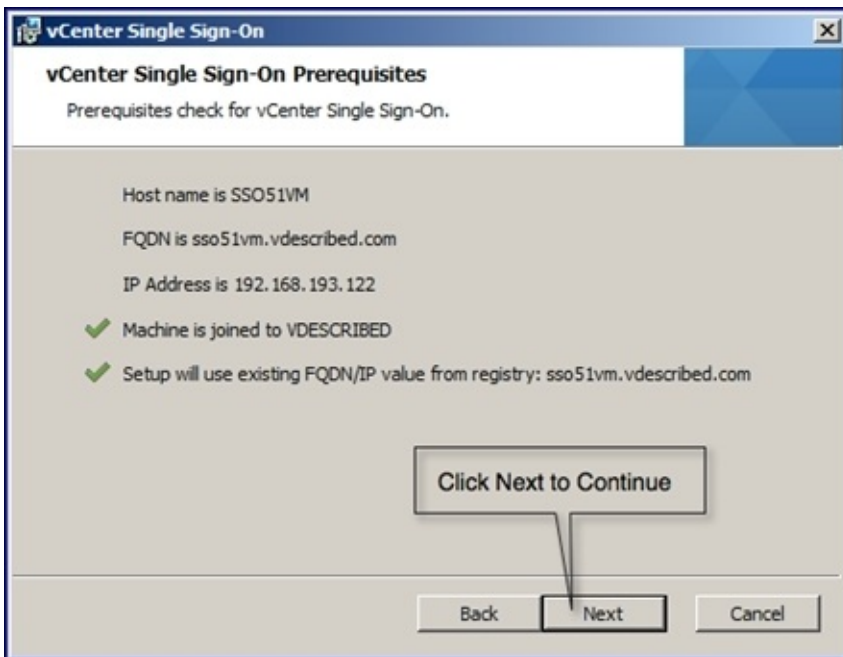 vCenter Single Sign-On
vCenter Single Sign-On Prerequisites
Prerequisites check for vCenter Single Sign-On.
Host name is SSO51VM
FQDN is sso51vm.vdescribed.com
IP Address is 192.168.193.122
Machine is joined to VDESCRIBED
Setup will use existing FQDN/IP value from registry: sso51vm.vdescribed.com
Click Next to Continue
Back Next Cancel